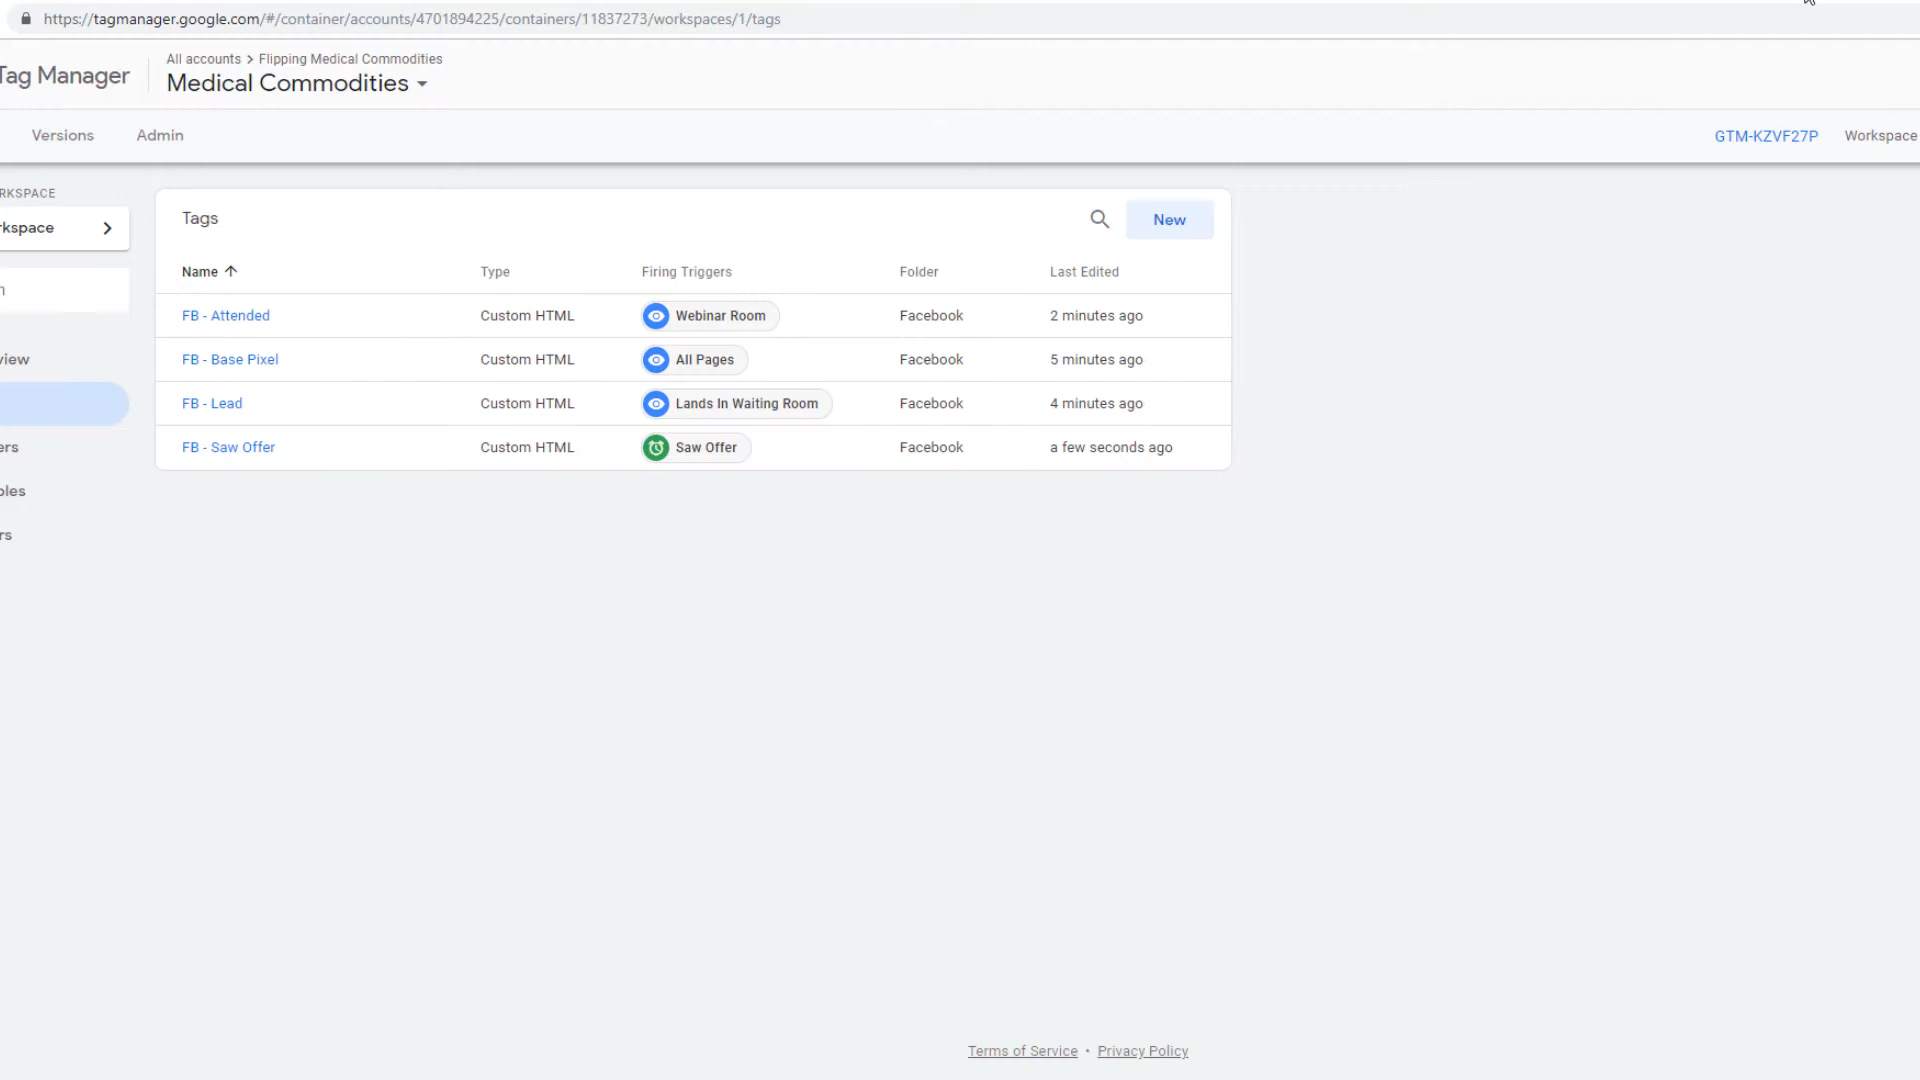 https://tagmanager.google.com/#/container/accounts/4701894225/containers/11837273/workspaces/1/tags
All accounts > Flipping Medical Commodities
Tag Manager
Medical Commodities
Versions Admin GTM-KZVF27P Workspace
RKSPACE
Tags New
kspace
Name Type Firing Triggers Folder Last Edited
FB - Attended Custom HTML Webinar Room Facebook 2 minutes ago
view FB - Base Pixel Custom HTML All Pages Facebook 5 minutes ago
FB - Lead Custom HTML Lands In Waiting Room Facebook 4 minutes ago
ers FB - Saw Offer Custom HTML Saw Offer Facebook a few seconds ago
bles
rs
Terms of Service • Privacy Policy